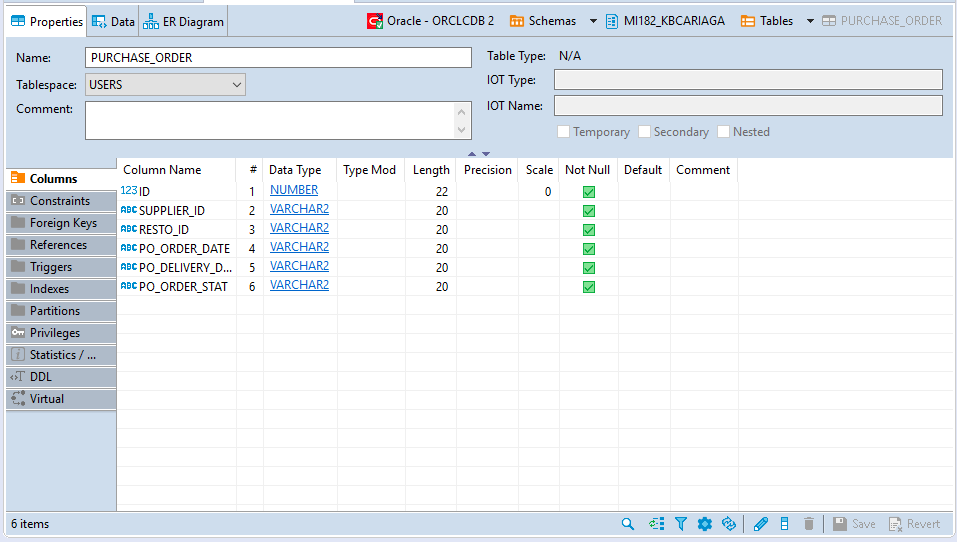 Properties Data ER Diagram Oracle - ORCLCDB 2 Schemas MI182_KBCARIAGA Tables PURCHASE_ORDER
Name: PURCHASE_ORDER Table Type: N/A
Tablespace: USERS IOT Type:
Comment: IOT Name:
Temporary Secondary Nested
Column Name # Data Type Type Mod Length Precision Scale Not Null Default Comment
Columns
Constraints
Foreign Keys
References
Triggers
Indexes
Partitions
Privileges
Statistics / ...
DDL
Virtual
123 ID 1 NUMBER 22 0
ABC SUPPLIER_ID 2 VARCHAR2 20
ABC RESTO_ID 3 VARCHAR2 20
ABC PO_ORDER_DATE 4 VARCHAR2 20
ABC PO_DELIVERY_D... 5 VARCHAR2 20
ABC PO_ORDER_STAT 6 VARCHAR2 20
6 items Save Revert